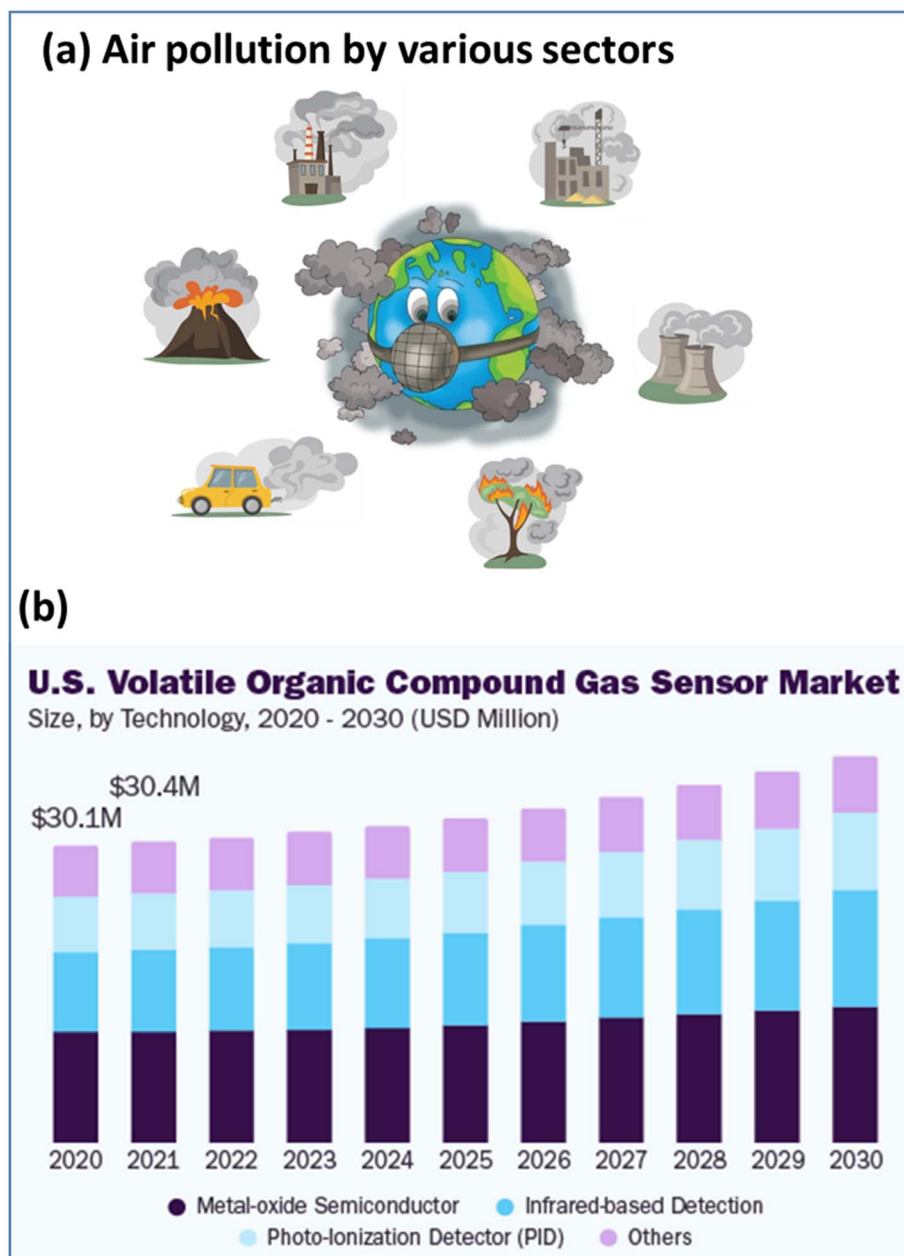 (a) Air pollution by various sectors
(b)
U.S. Volatile Organic Compound Gas Sensor Market
Size, by Technology, 2020 - 2030 (USD Million)
$30.4M
$30.1M
2020 2021 2022 2023 2024 2025 2026 2027 2028 2029 2030
Metal-oxide Semiconductor Infrared-based Detection
Photo-Ionization Detector (PID) Others